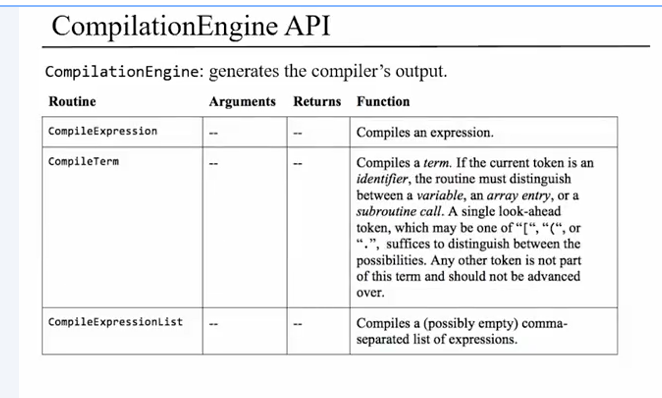 CompilationEngine API
CompilationEngine: generates the compiler's output.
Routine Arguments Returns Function
CompileExpression -- -- Compiles an expression.
CompileTerm -- -- Compiles a term. If the current token is an
identifier, the routine must distinguish
between a variable, an array entry, or a
subroutine call. A single look-ahead
token, which may be one of “[“, “(“, or
“.”, suffices to distinguish between the
possibilities. Any other token is not part
of this term and should not be advanced
over.
CompileExpressionList -- -- Compiles a (possibly empty) comma-
separated list of expressions.